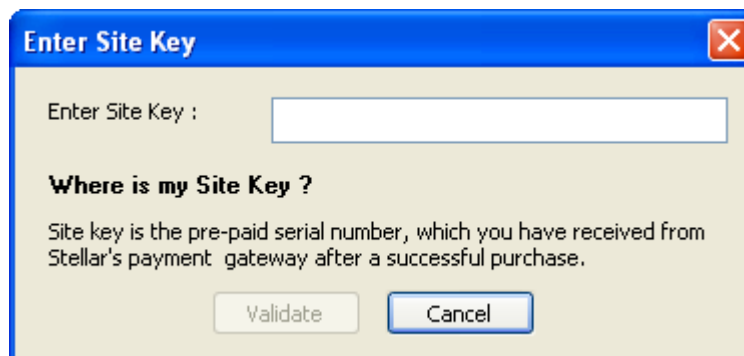 Enter Site Key
Enter Site Key :
Where is my Site Key ?
Site key is the pre-paid serial number, which you have received from
Stellar's payment  gateway after a successful purchase.
Validate
Cancel